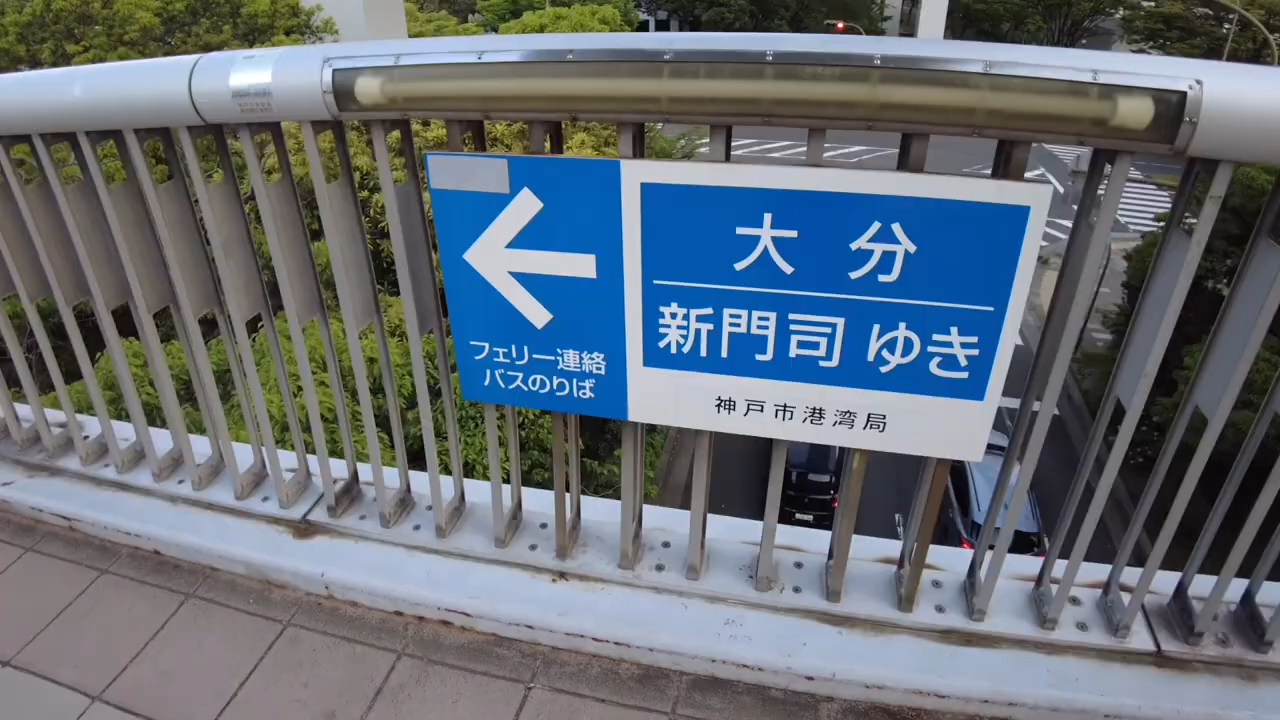 フェリー連絡
バスのりば
大分
新門司ゆき
神戸市港湾局